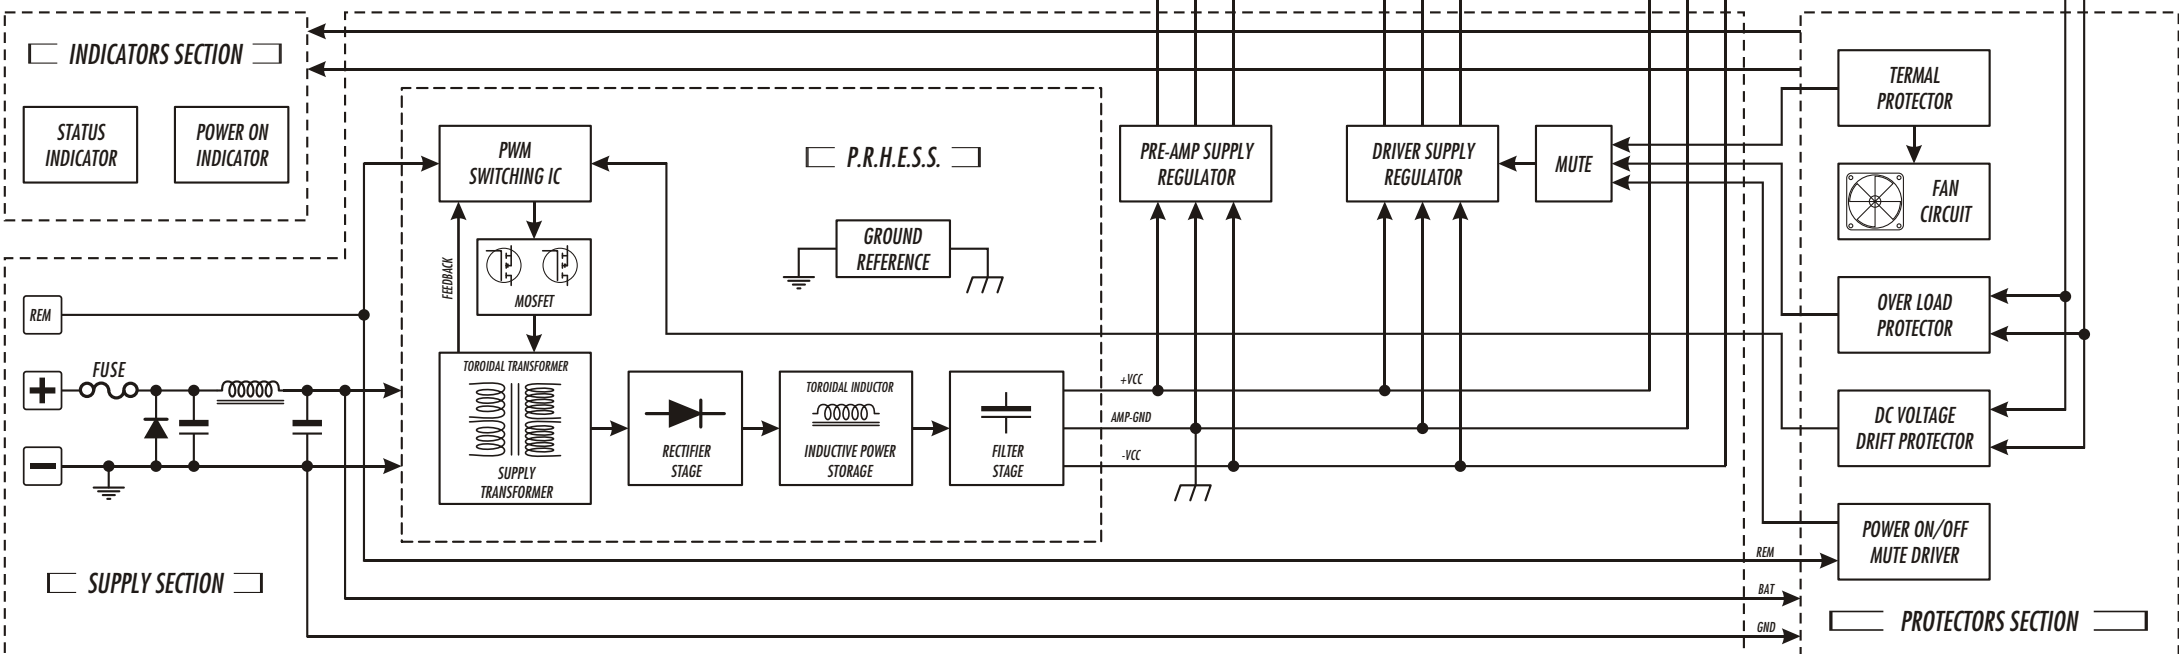 INDICATORS SECTION
STATUS
INDICATOR
POWER ON
INDICATOR
PWM
SWITCHING IC
P.R.H.E.S.S.
GROUND
REFERENCE
FEEDBACK
MOSFET
PRE-AMP SUPPLY
REGULATOR
DRIVER SUPPLY
REGULATOR
MUTE
TERMAL
PROTECTOR
FAN
CIRCUIT
OVER LOAD
PROTECTOR
DC VOLTAGE
DRIFT PROTECTOR
POWER ON/OFF
MUTE DRIVER
REM
FUSE
TOROIDAL TRANSFORMER
SUPPLY
TRANSFORMER
RECTIFIER
STAGE
TOROIDAL INDUCTOR
INDUCTIVE POWER
STORAGE
FILTER
STAGE
+VCC
AMP-GND
-VCC
REM
BAT
GND
SUPPLY SECTION
PROTECTORS SECTION